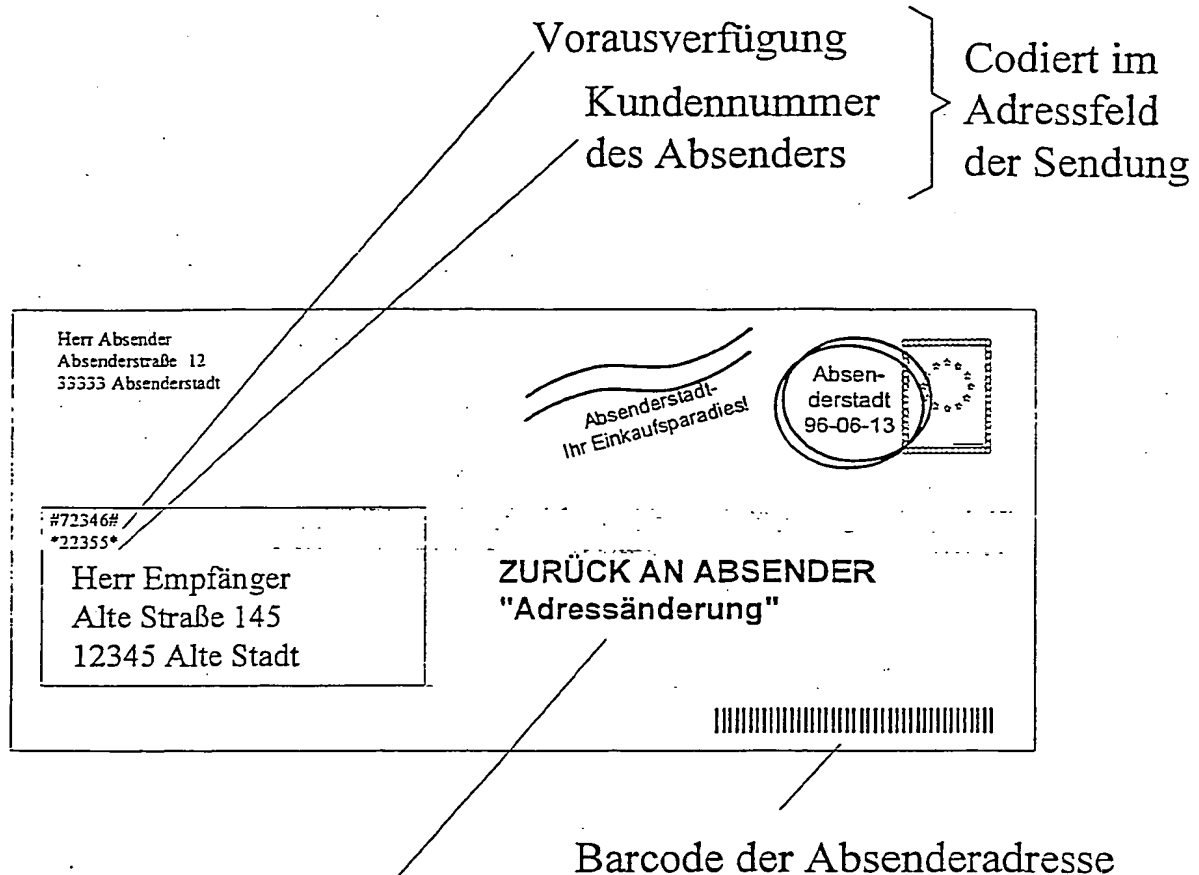 Vorausverfügung
Kundennummer
des Absenders
Codiert im
Adressfeld
der Sendung
Herr Absender
Absenderstraße 12
33333 Absenderstadt
Absenderstadt-
Ihr Einkaufsparadies!
Absen-
derstadt
96-06-13
#72346#
*22355*
Herr Empfänger
Alte Straße 145
12345 Alte Stadt
ZURÜCK AN ABSENDER
"Adressänderung"
Barcode der Absenderadresse